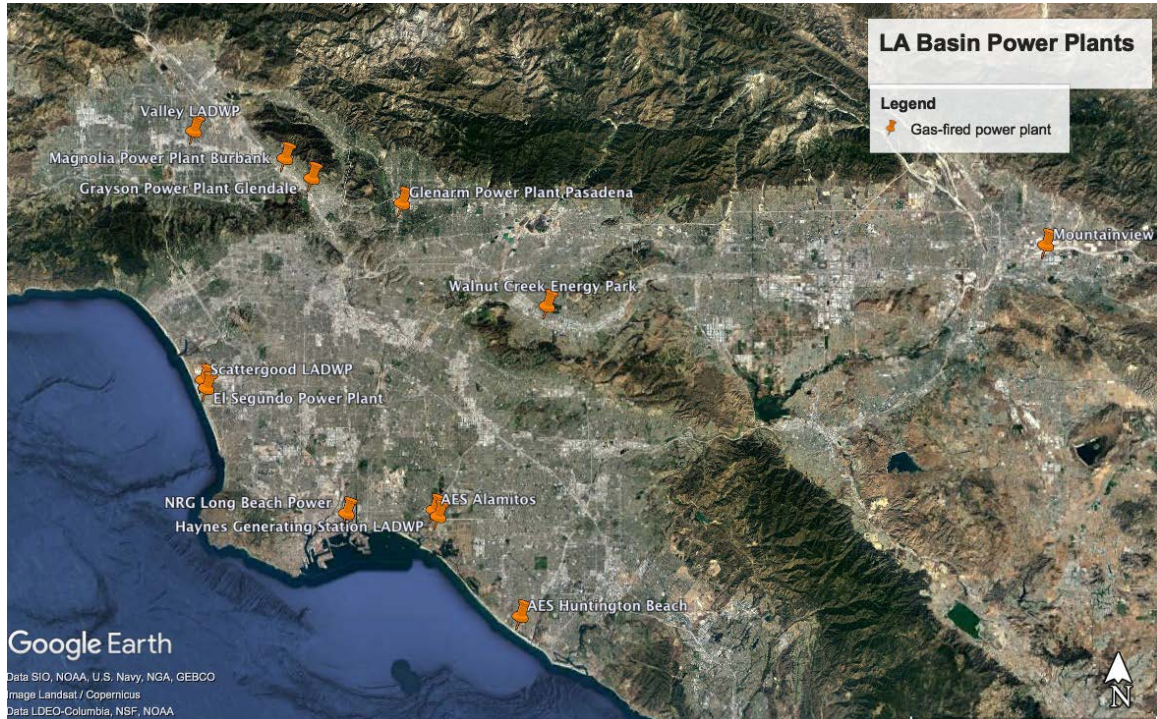 LA Basin Power Plants
Legend
Gas-fired power plant
Valley LADWP
Magnolia Power Plant Burbank
Grayson Power Plant Glendale
Glenarm Power Plant Pasadena
Mountainview
Walnut Creek Energy Park
Scattergood LADWP
El Segundo Power Plant
NRG Long Beach Power
AES Alamitos
Haynes Generating Station LADWP
AES Huntington Beach
Google Earth
Data SIO, NOAA, U.S. Navy, NGA, GEBCO
Image Landsat / Copernicus
Data LDEO-Columbia, NSF, NOAA
N